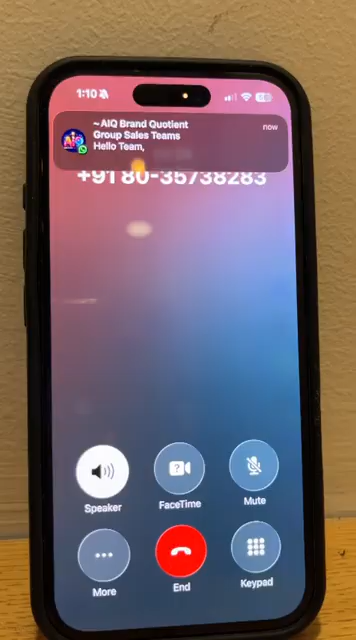 1:10
~AIQ Brand Quotient
now
Group Sales Teams
Hello Team,
+91 80-35738283
Speaker
FaceTime
Mute
More
End
Keypad